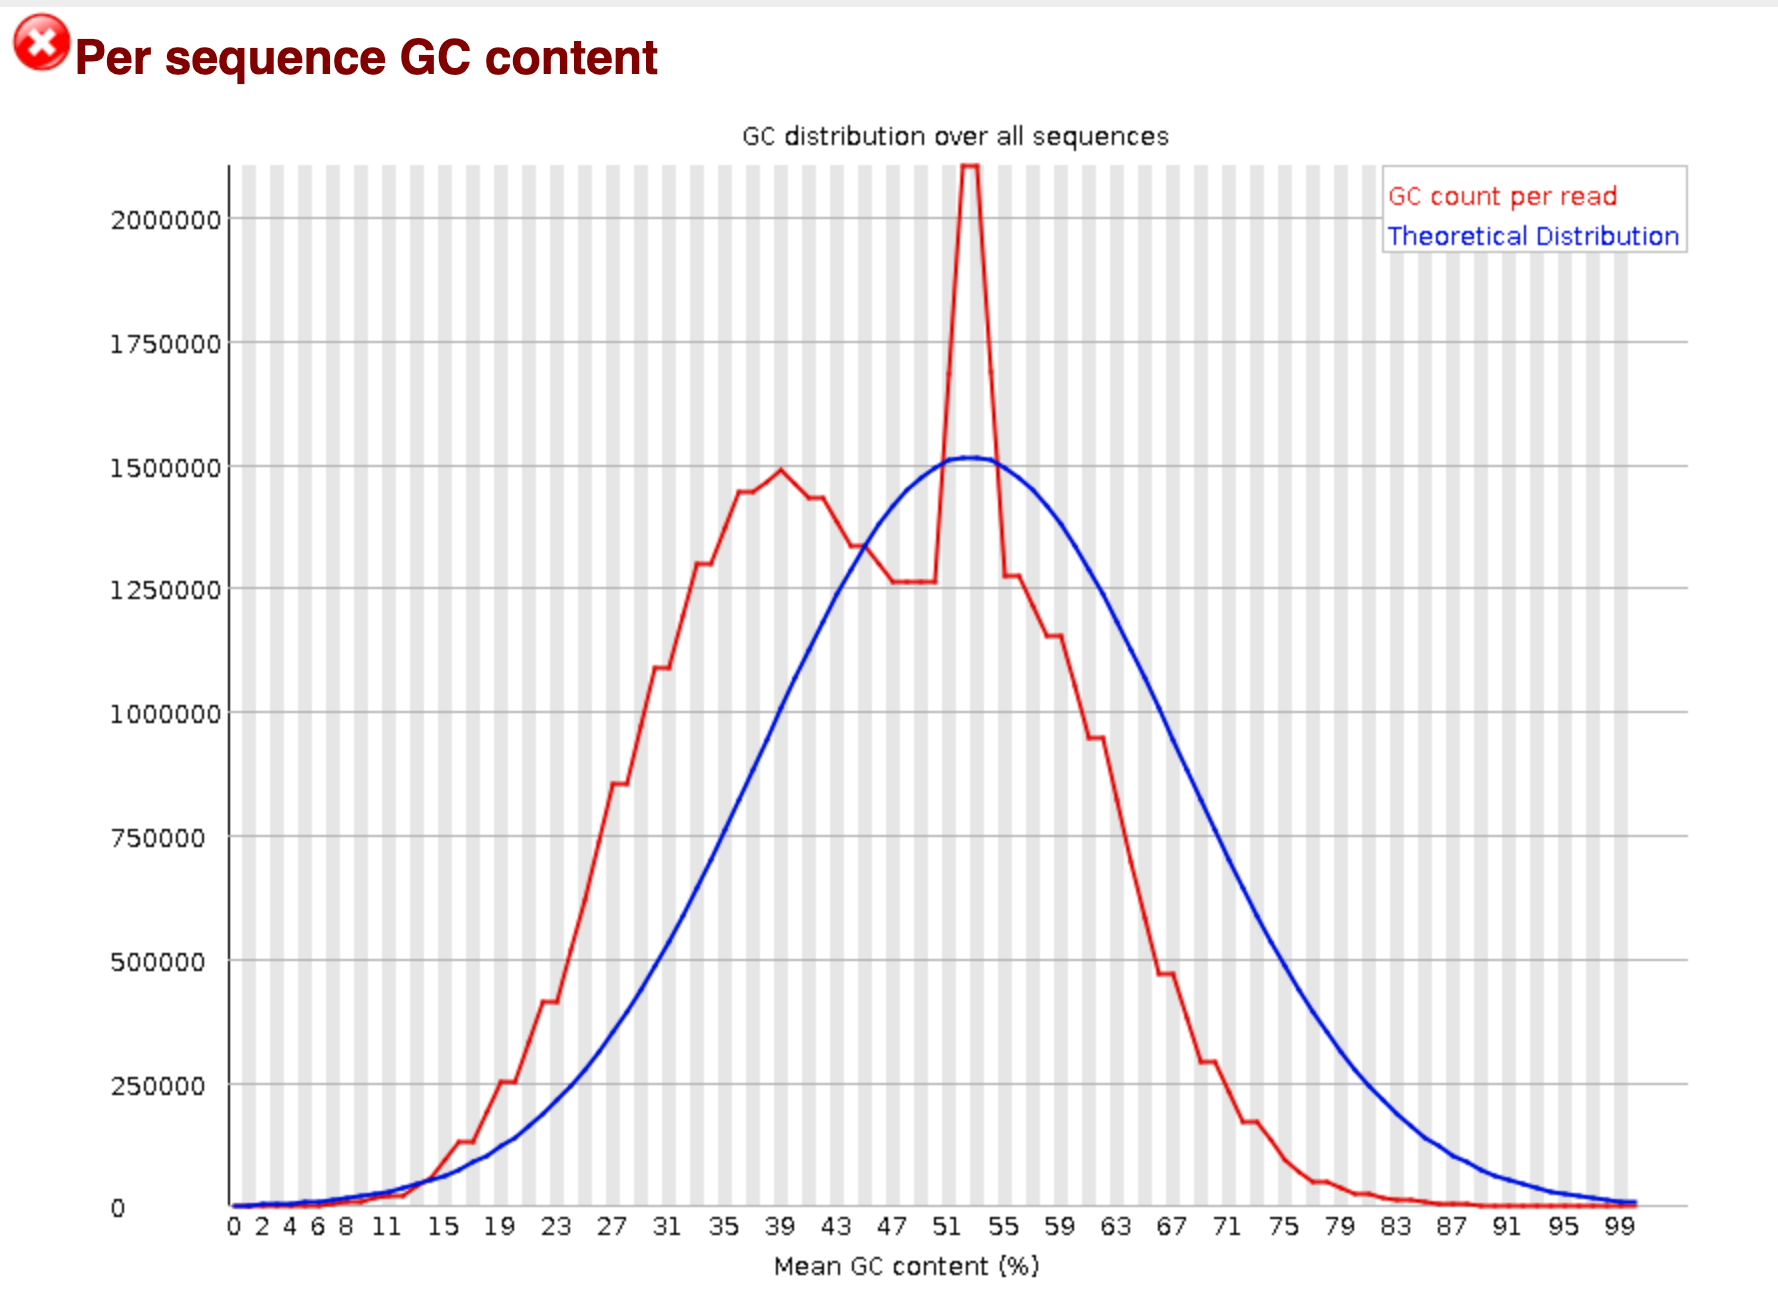 Per sequence GC content
GC distribution over all sequences
GC count per read
Theoretical Distribution
2000000
1750000
1500000
1250000
1000000
750000
500000
250000
0
0 2 4 6 8 11 15 19 23 27 31 35 39 43 47 51 55 59 63 67 71 75 79 83 87 91 95 99
Mean GC content (%)